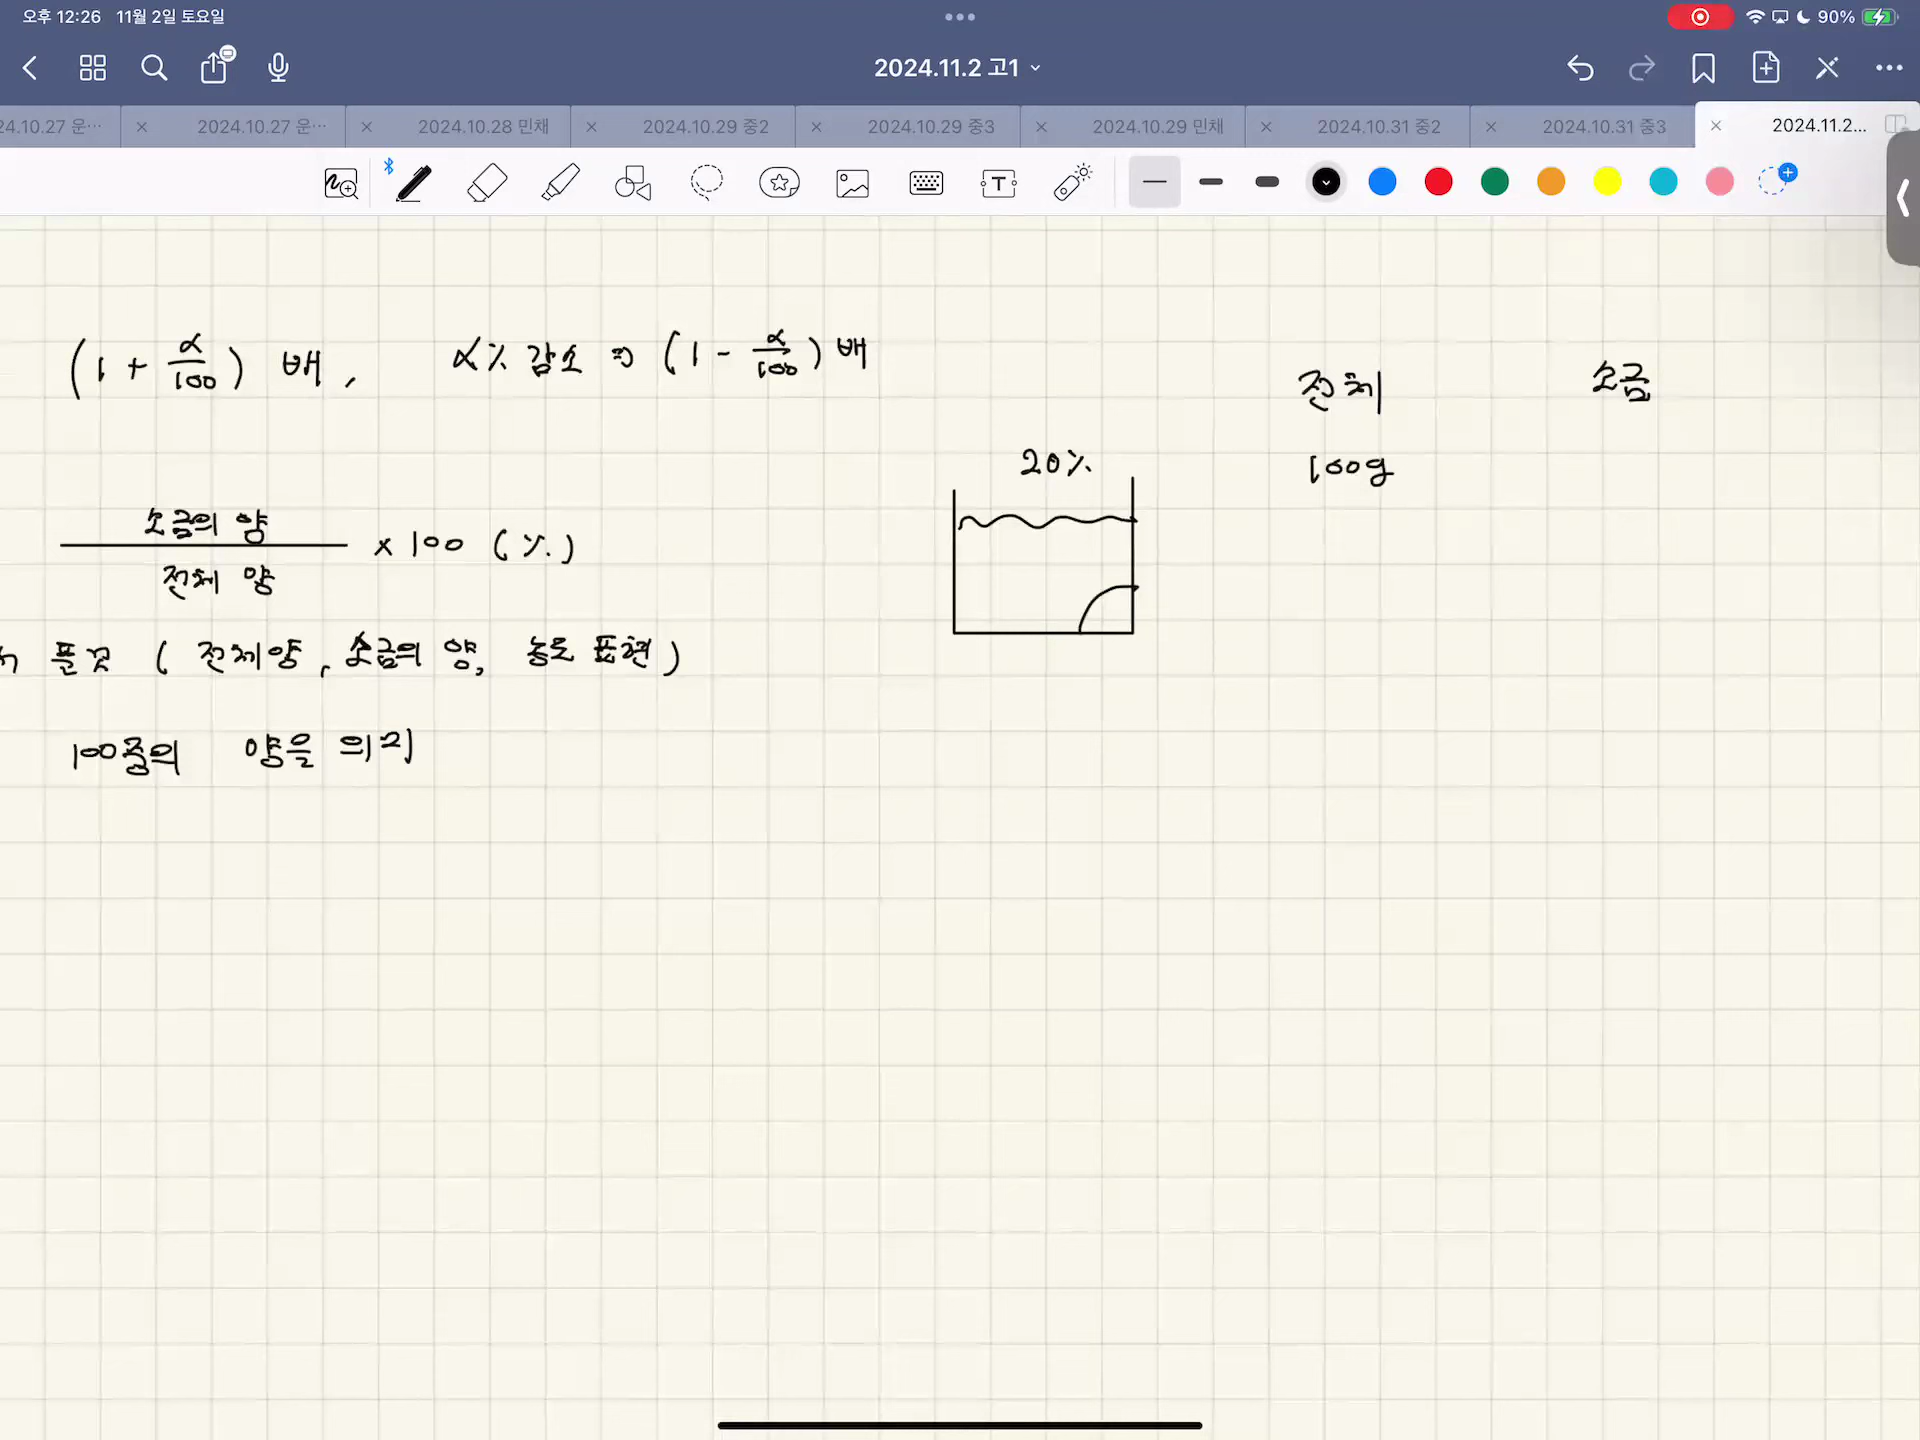 오후 12:26 11월 2일 토요일
90%
2024.11.2 고1
24.10.27 운…
2024.10.27 운…
2024.10.28 민채
2024.10.29 중2
2024.10.29 중3
2024.10.29 민채
2024.10.31 중2
2024.10.31 중3
2024.11.2...
(1 + α/100) 배, α% 감소 ⇒ (1 - α/100) 배
전체 소금
20% 100g
소금의 양 / 전체 양 × 100 (%)
풀것 (전체양, 소금의 양, 농도 표현)
100중의 양을 의미